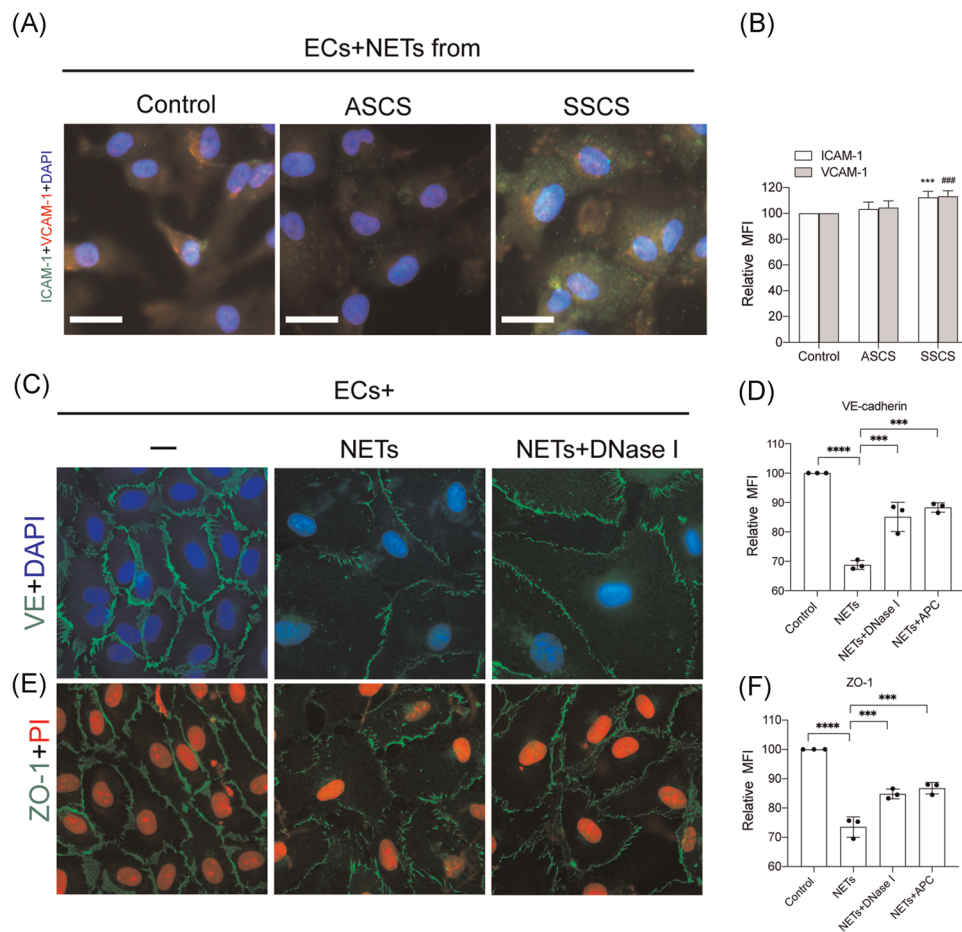 (A)
ECs+NETs from
Control
ASCS
SSCS
ICAM-1+VCAM-1+DAPI
(B)
ICAM-1
VCAM-1
Relative MFI
120
100
80
60
40
20
0
***
###
Control
ASCS
SSCS
(C)
ECs+
—
NETs
NETs+DNase I
VE+DAPI
(D)
VE-cadherin
Relative MFI
110
100
90
80
70
60
****
***
***
Control
NETs
NETs+DNase I
NETs+APC
(E)
ZO-1+PI
(F)
ZO-1
Relative MFI
110
100
90
80
70
60
****
***
***
Control
NETs
NETs+DNase I
NETs+APC